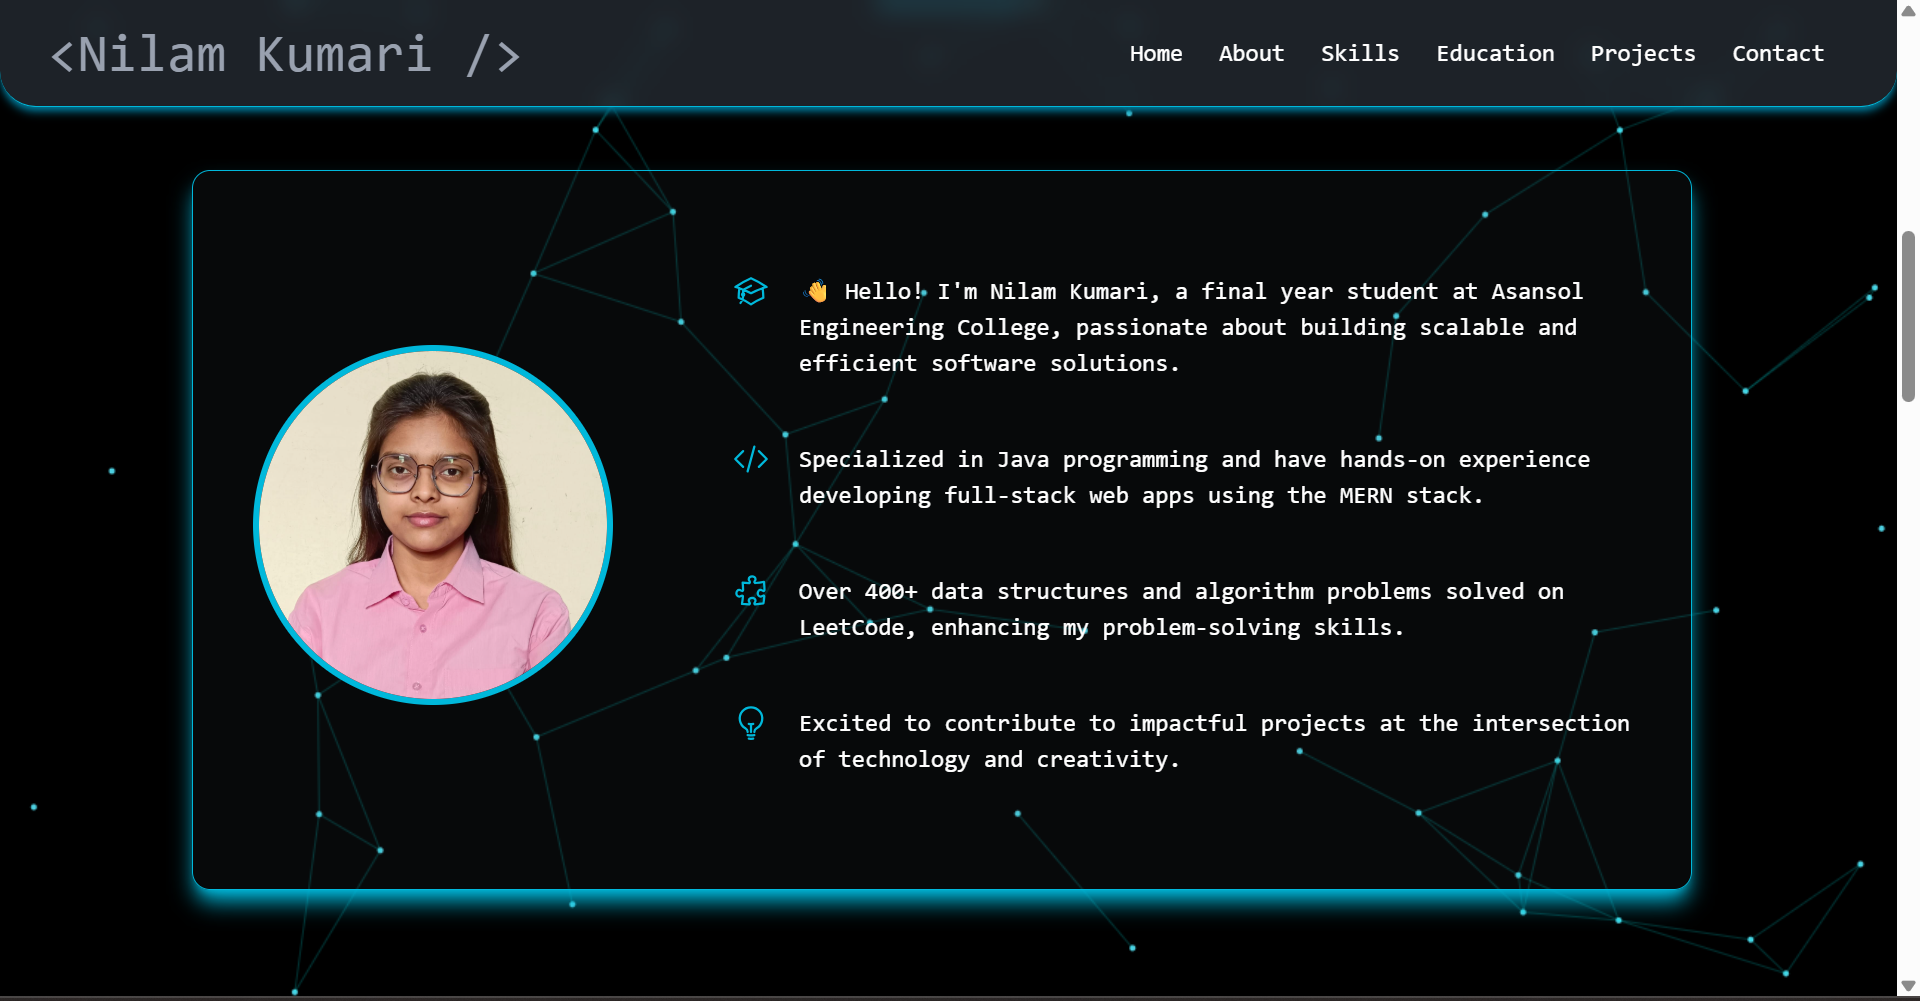 <Nilam Kumari />
Home About Skills Education Projects Contact
👋 Hello! I'm Nilam Kumari, a final year student at Asansol
Engineering College, passionate about building scalable and
efficient software solutions.
Specialized in Java programming and have hands-on experience
developing full-stack web apps using the MERN stack.
Over 400+ data structures and algorithm problems solved on
LeetCode, enhancing my problem-solving skills.
Excited to contribute to impactful projects at the intersection
of technology and creativity.